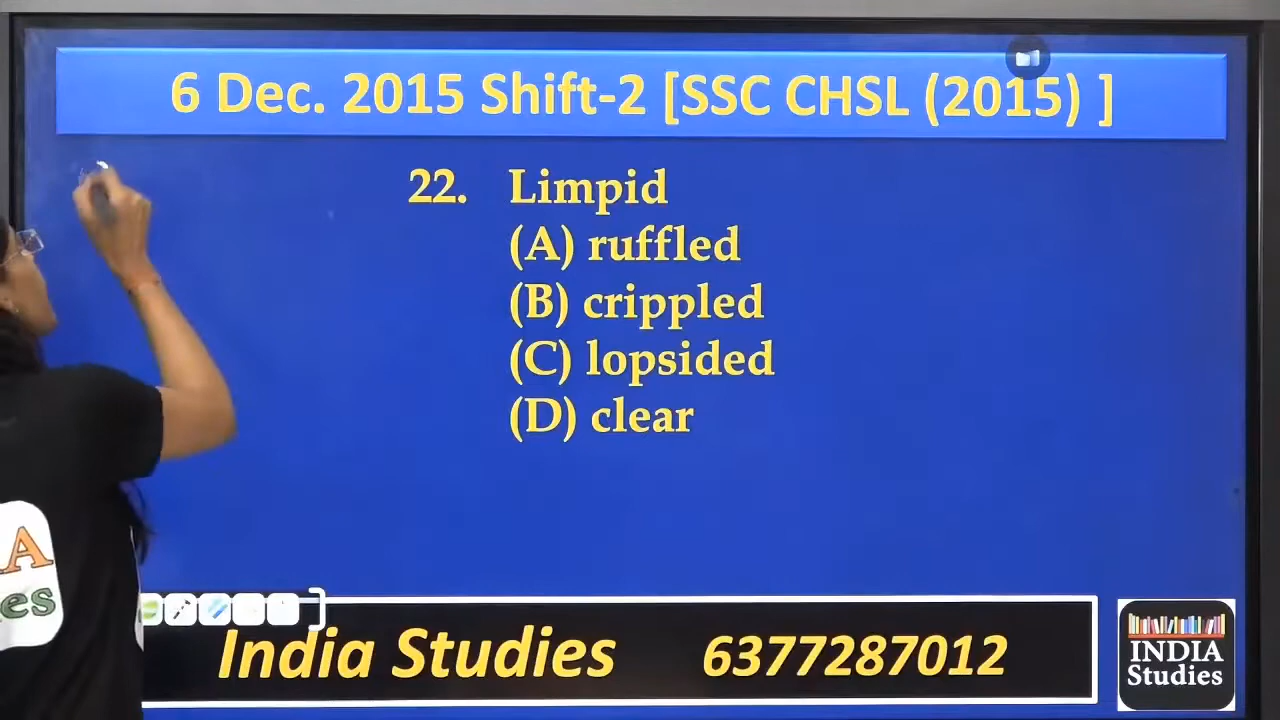 6 Dec. 2015 Shift-2 [SSC CHSL (2015) ]
22. Limpid
(A) ruffled
(B) crippled
(C) lopsided
(D) clear
A
es
India Studies 6377287012
INDIA
Studies